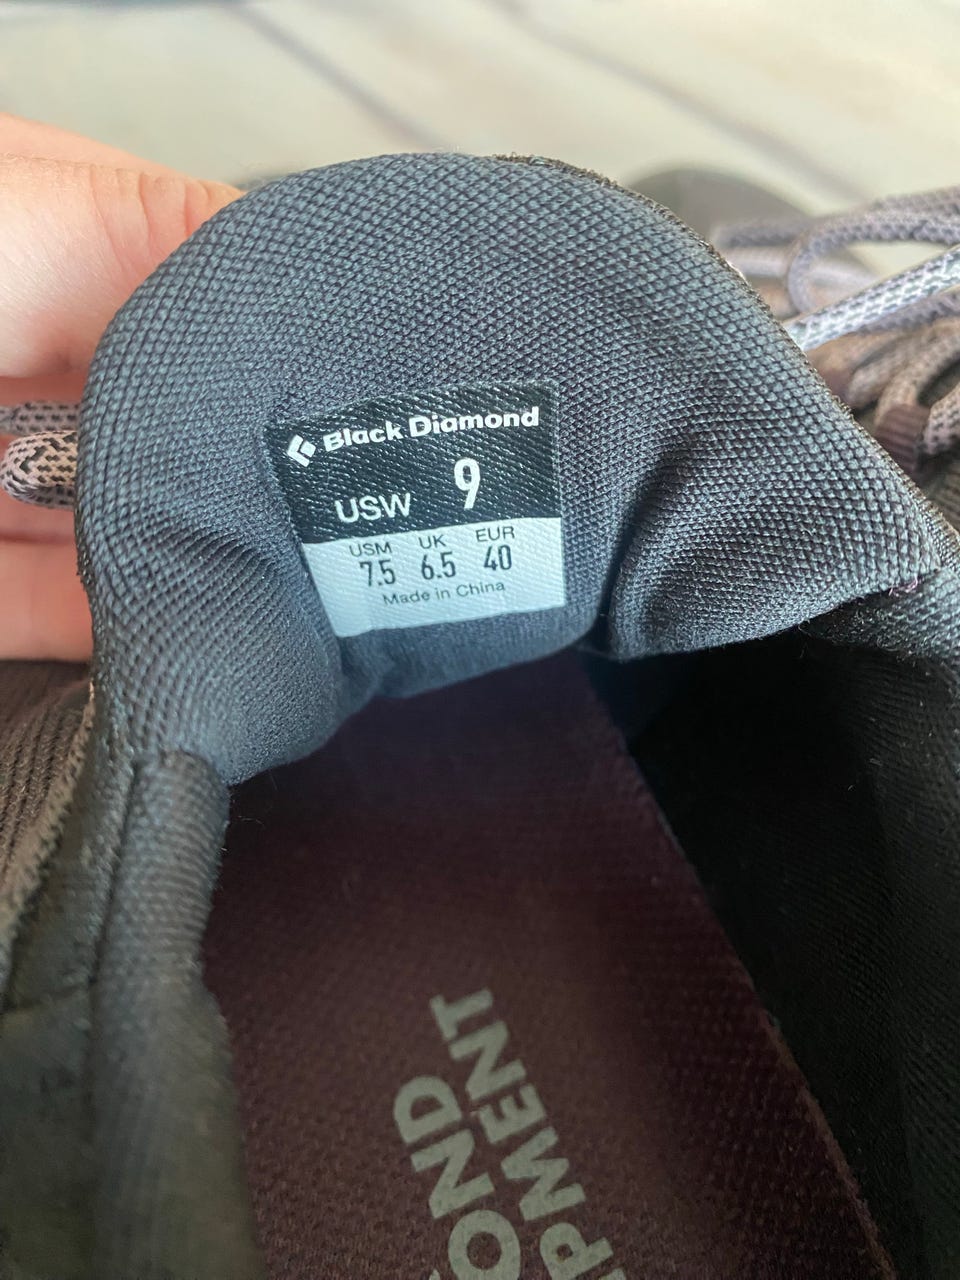 Black Diamond
USW 9
USM UK EUR
7.5 6.5 40
Made in China